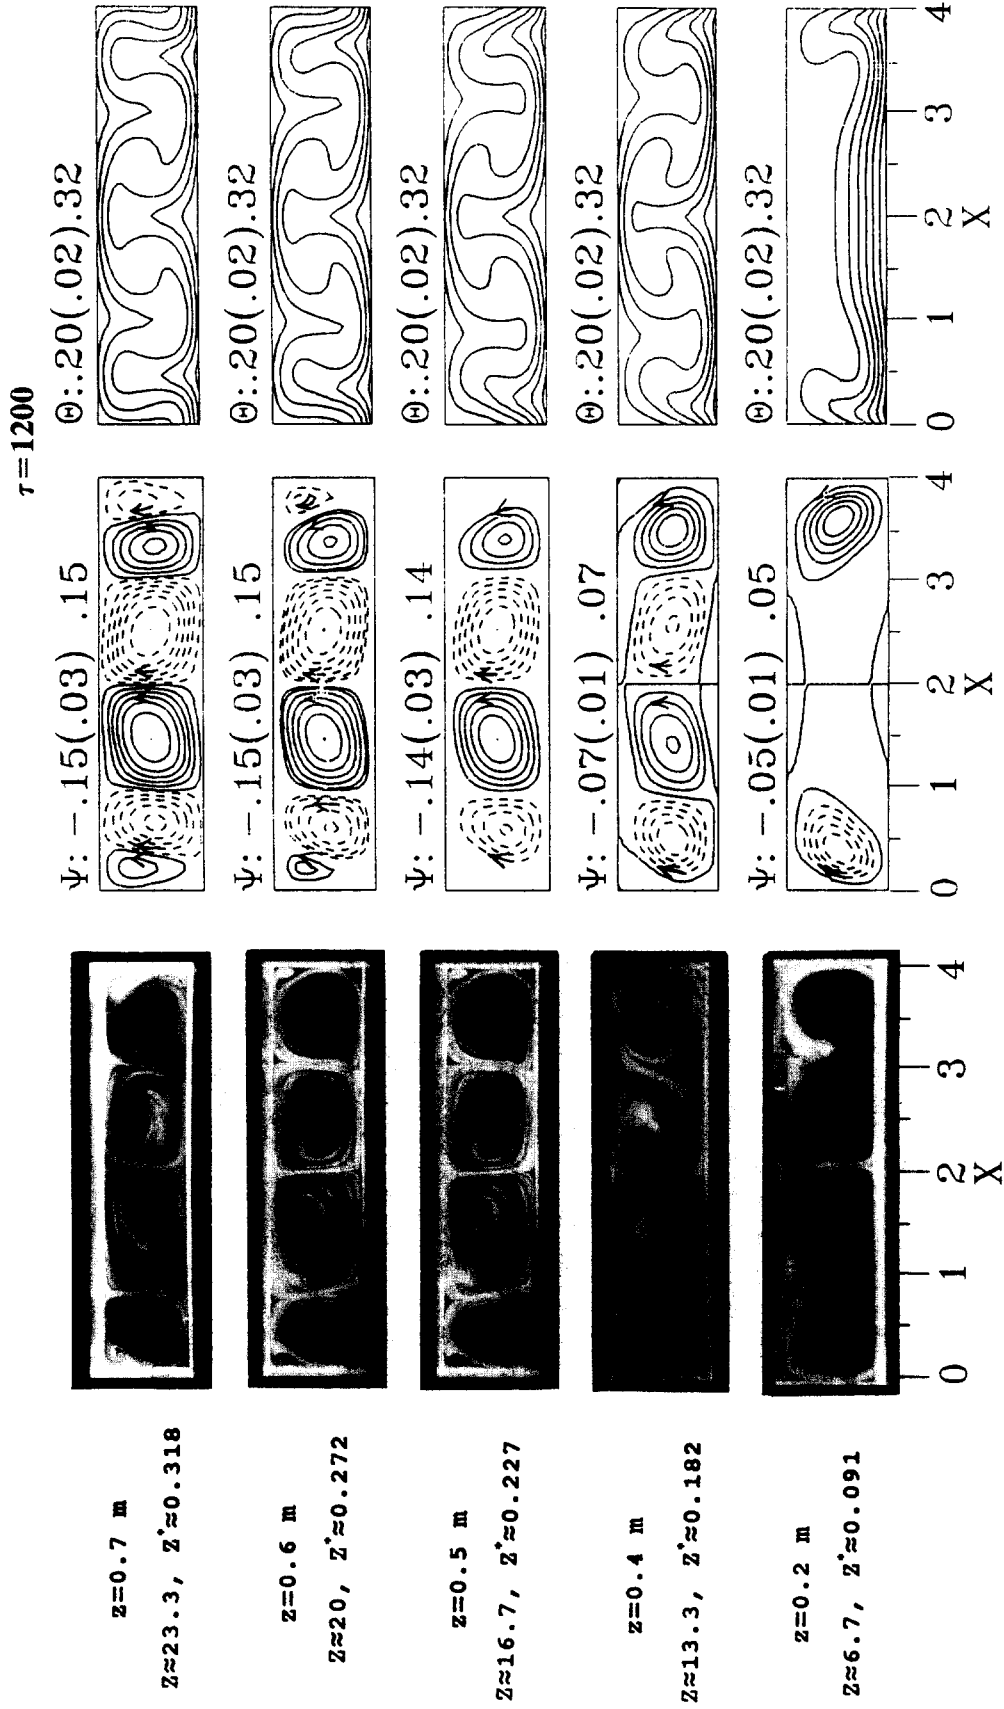 τ=1200
z=0.7 m
Z≈23.3, Z*≈0.318
Ψ: −.15(.03) .15
Θ:.20(.02).32
z=0.6 m
Z≈20, Z*≈0.272
Ψ: −.15(.03) .15
Θ:.20(.02).32
z=0.5 m
Z≈16.7, Z*≈0.227
Ψ: −.14(.03) .14
Θ:.20(.02).32
z=0.4 m
Z≈13.3, Z*≈0.182
Ψ: −.07(.01) .07
Θ:.20(.02).32
z=0.2 m
Z≈6.7, Z*≈0.091
Ψ: −.05(.01) .05
Θ:.20(.02).32
0 1 2 3 4
X
0 1 2 3 4
X
0 1 2 3 4
X